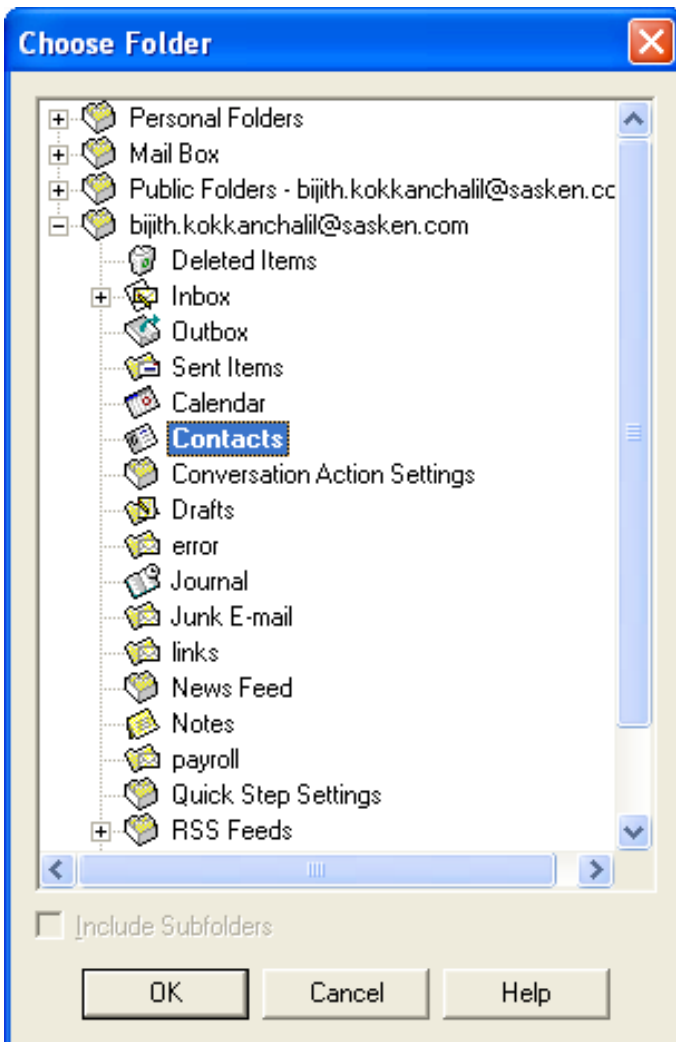 Choose Folder
Personal Folders
Mail Box
Public Folders - bijith.kokkanchalil@sasken.cc
bijith.kokkanchalil@sasken.com
Deleted Items
Inbox
Outbox
Sent Items
Calendar
Contacts
Conversation Action Settings
Drafts
error
Journal
Junk E-mail
links
News Feed
Notes
payroll
Quick Step Settings
RSS Feeds
Include Subfolders
OK Cancel Help